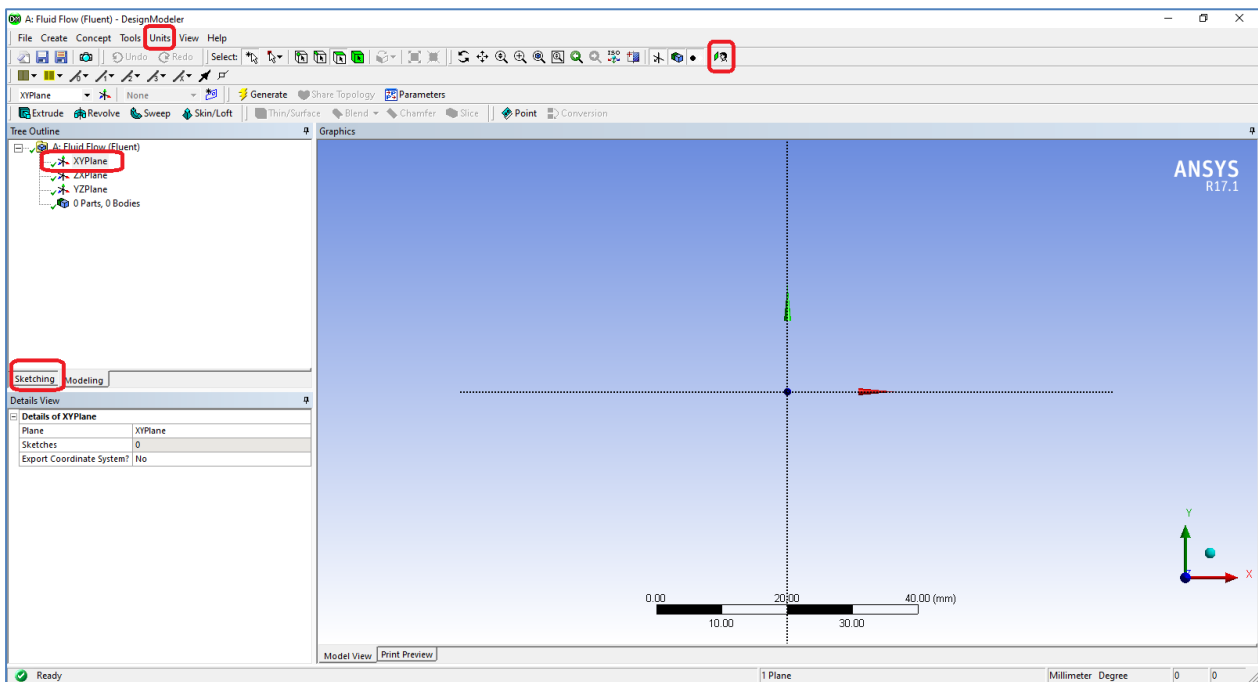 A: Fluid Flow (Fluent) - DesignModeler
File Create Concept Tools Units View Help
Undo Redo Select: ISO
XYPlane None Generate Share Topology Parameters
Extrude Revolve Sweep Skin/Loft Thin/Surface Blend Chamfer Slice Point Conversion
Tree Outline
A: Fluid Flow (Fluent)
XYPlane
ZXPlane
YZPlane
0 Parts, 0 Bodies
Sketching Modeling
Details View
Details of XYPlane
Plane XYPlane
Sketches 0
Export Coordinate System? No
Graphics
ANSYS
R17.1
Y
Z
X
0.00 20.00 40.00 (mm)
10.00 30.00
Model View Print Preview
Ready 1 Plane Millimeter Degree 0 0